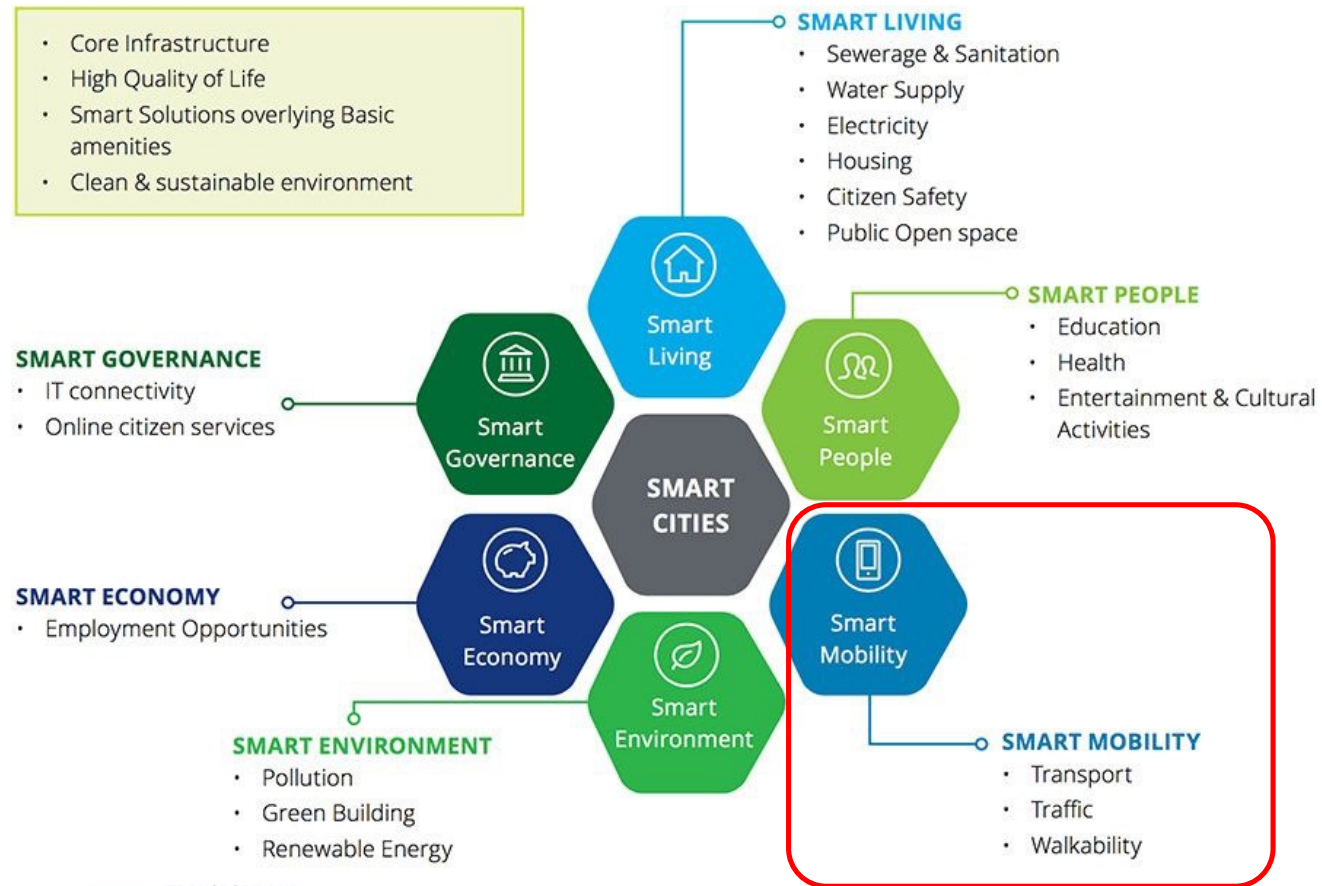 • Core Infrastructure
• High Quality of Life
• Smart Solutions overlying Basic
amenities
• Clean & sustainable environment
SMART LIVING
• Sewerage & Sanitation
• Water Supply
• Electricity
• Housing
• Citizen Safety
• Public Open space
SMART PEOPLE
• Education
• Health
• Entertainment & Cultural
Activities
SMART GOVERNANCE
• IT connectivity
• Online citizen services
Smart
Living
Smart
Governance
Smart
People
SMART
CITIES
SMART ECONOMY
• Employment Opportunities
Smart
Economy
Smart
Mobility
Smart
Environment
SMART ENVIRONMENT
• Pollution
• Green Building
• Renewable Energy
SMART MOBILITY
• Transport
• Traffic
• Walkability